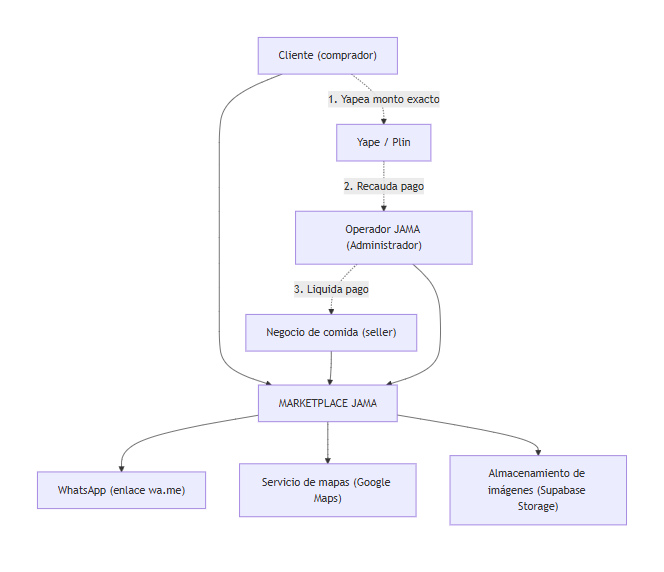 Cliente (comprador)
1. Yapea monto exacto
Yape / Plin
2. Recauda pago
Operador JAMA
(Administrador)
3. Liquida pago
Negocio de comida (seller)
MARKETPLACE JAMA
WhatsApp (enlace wa.me)
Servicio de mapas (Google
Maps)
Almacenamiento de
imágenes (Supabase
Storage)